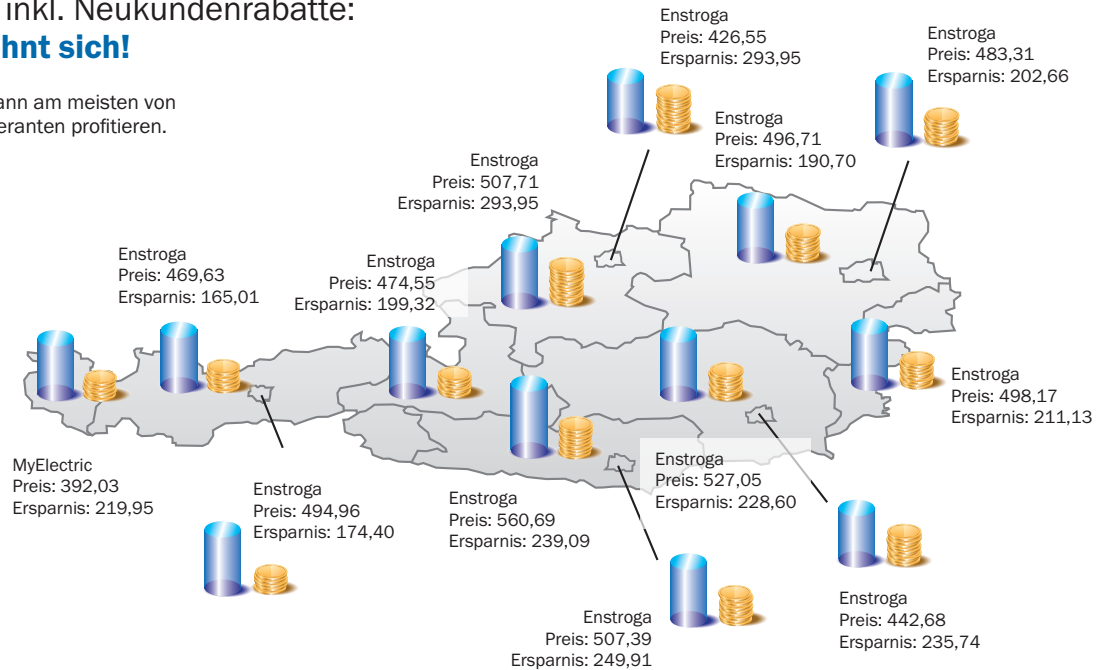 inkl. Neukundenrabatte:
hnt sich!
ann am meisten von
eranten profitieren.
Enstroga
Preis: 426,55
Ersparnis: 293,95
Enstroga
Preis: 483,31
Ersparnis: 202,66
Enstroga
Preis: 496,71
Ersparnis: 190,70
Enstroga
Preis: 507,71
Ersparnis: 293,95
Enstroga
Preis: 469,63
Ersparnis: 165,01
Enstroga
Preis: 474,55
Ersparnis: 199,32
Enstroga
Preis: 498,17
Ersparnis: 211,13
MyElectric
Preis: 392,03
Ersparnis: 219,95
Enstroga
Preis: 494,96
Ersparnis: 174,40
Enstroga
Preis: 560,69
Ersparnis: 239,09
Enstroga
Preis: 527,05
Ersparnis: 228,60
Enstroga
Preis: 507,39
Ersparnis: 249,91
Enstroga
Preis: 442,68
Ersparnis: 235,74